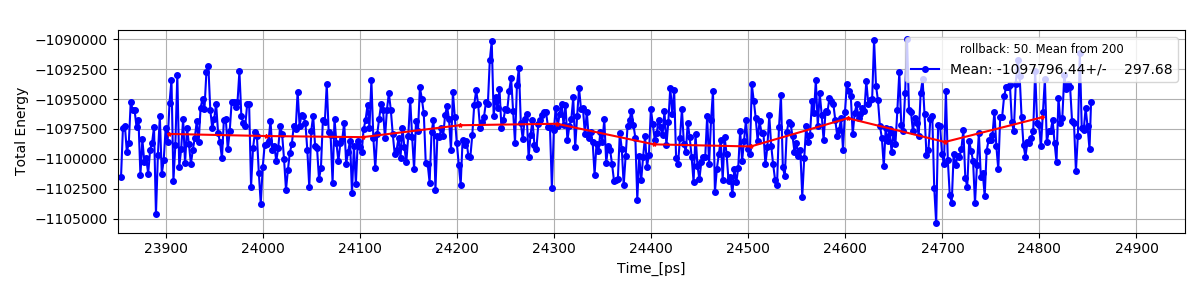 −1090000
−1092500
−1095000
−1097500
−1100000
−1102500
−1105000
Total Energy
rollback: 50. Mean from 200
Mean: -1097796.44+/-    297.68
23900 24000 24100 24200 24300 24400 24500 24600 24700 24800 24900
Time_[ps]